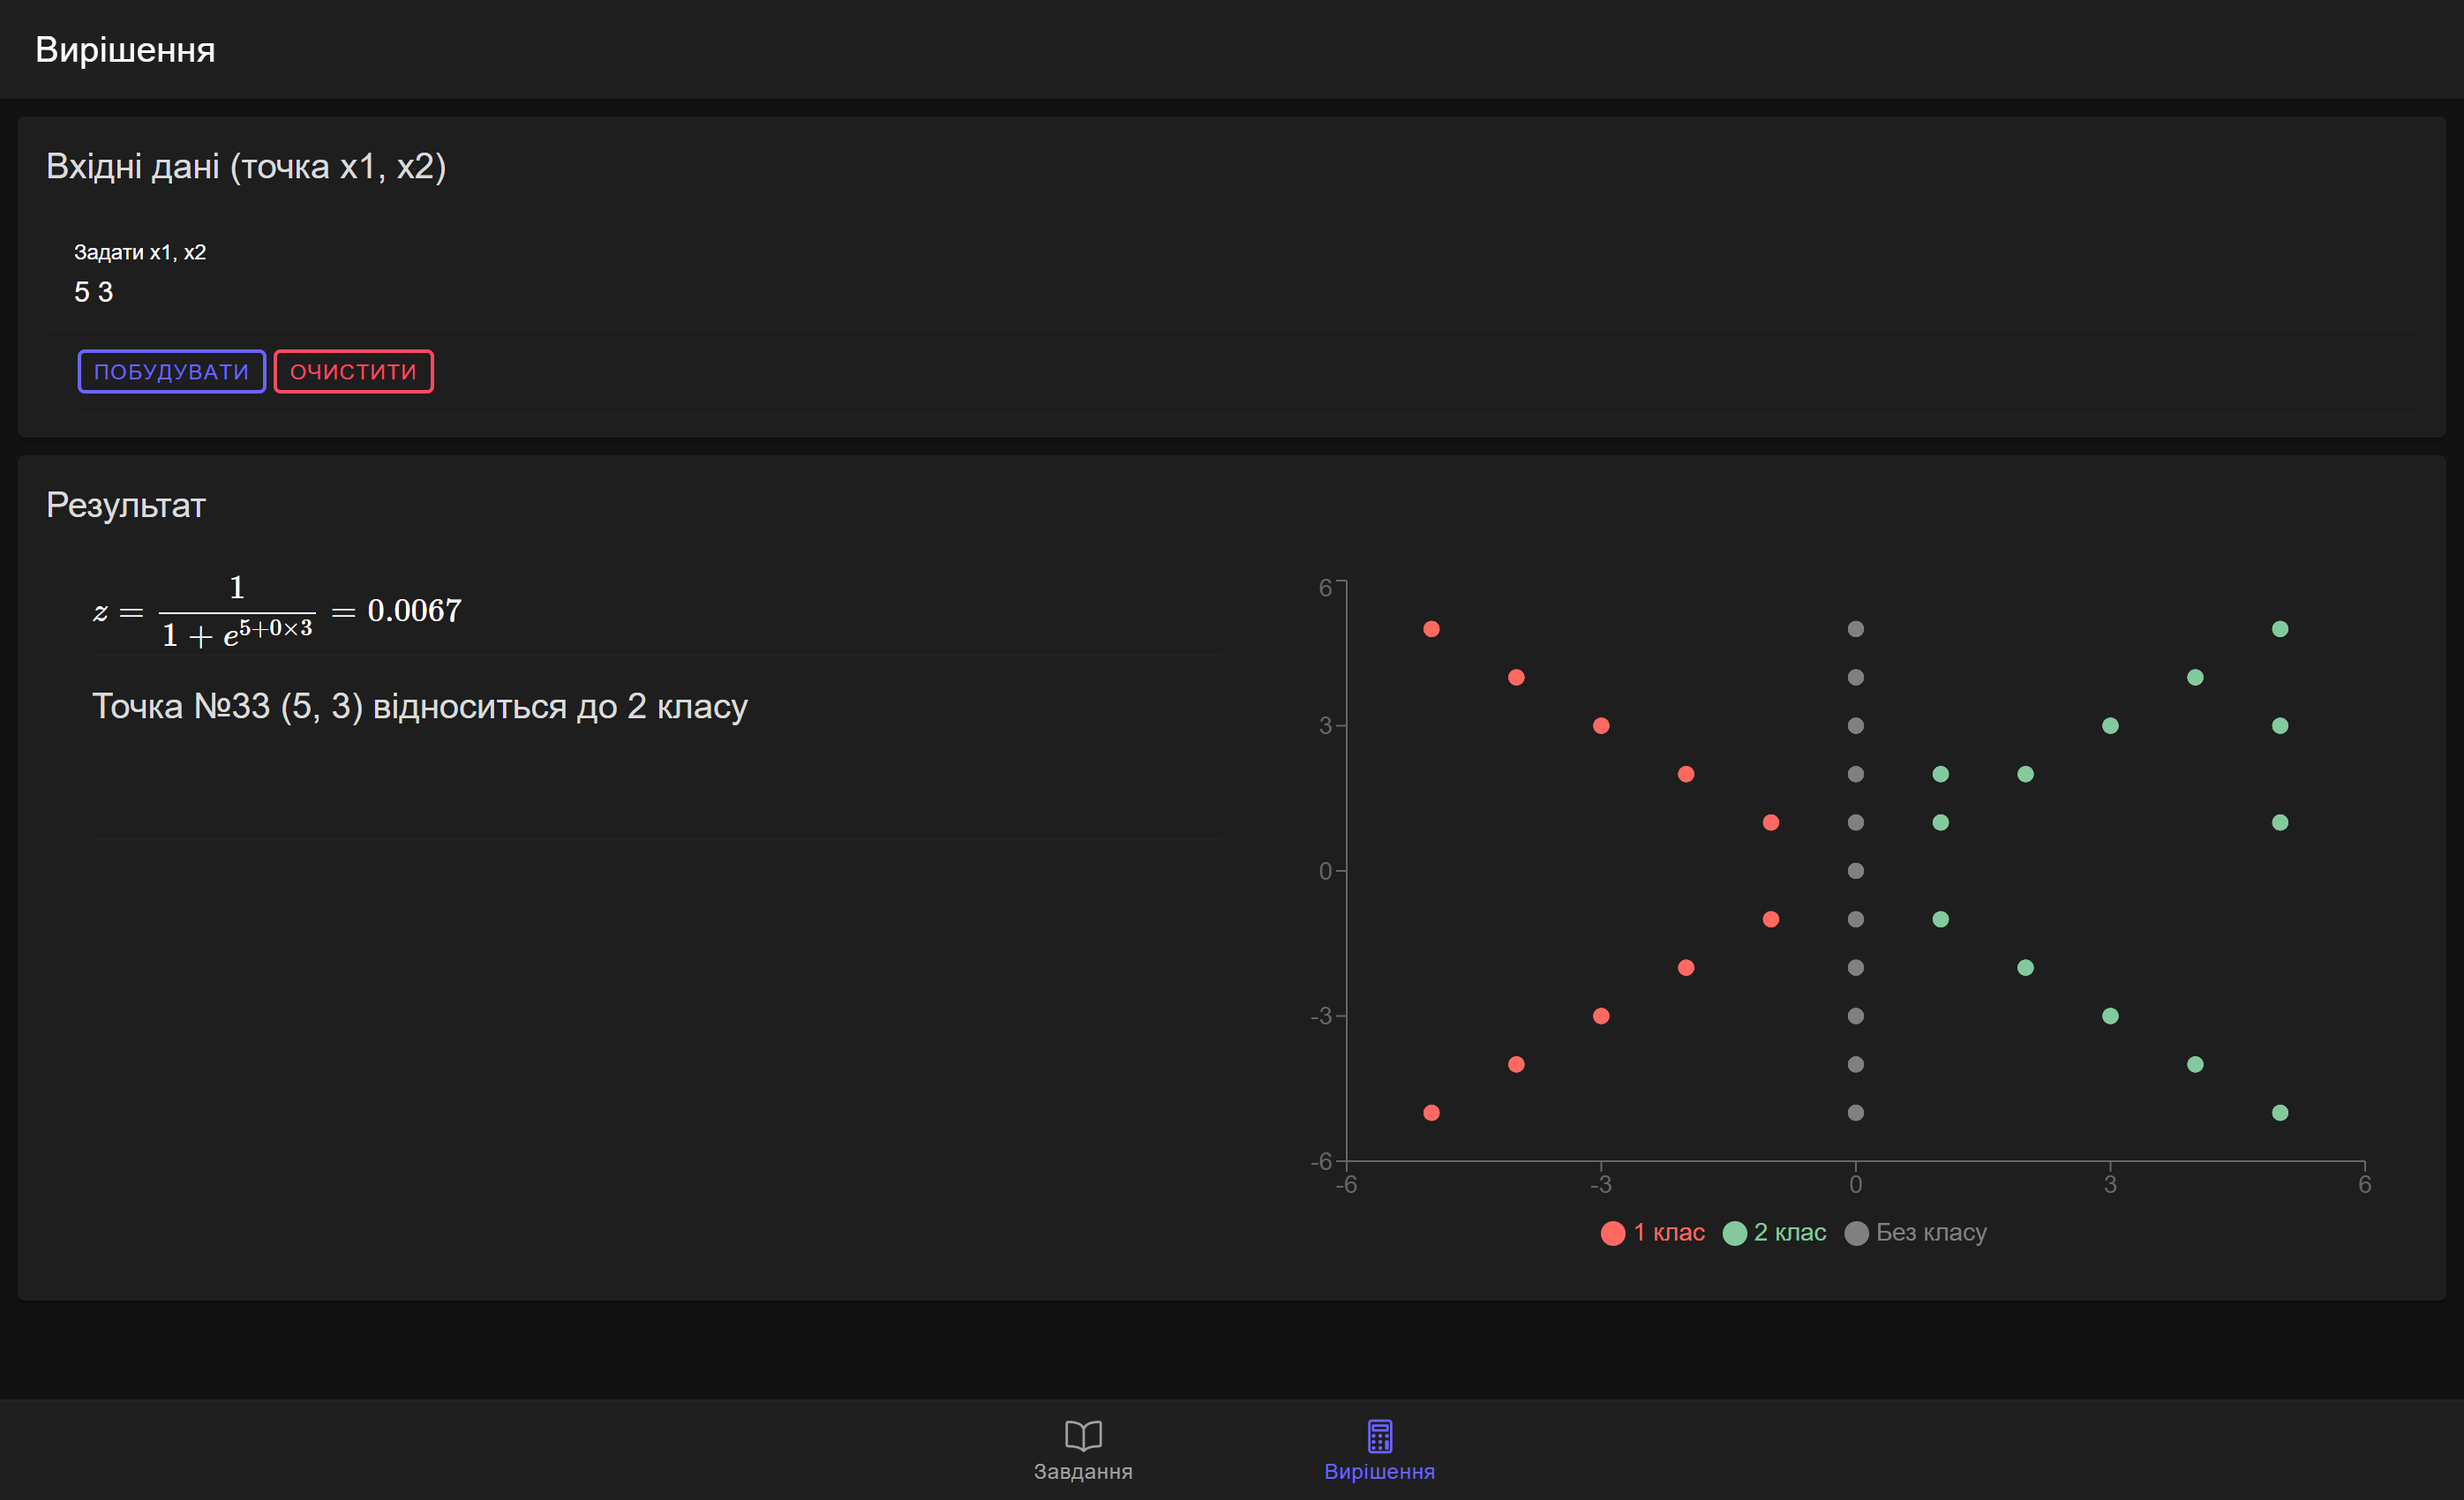 Вирішення
Вхідні дані (точка x1, x2)
Задати x1, x2
5 3
ПОБУДУВАТИ ОЧИСТИТИ
Результат
z = \frac{1}{1 + e^{5+0×3}} = 0.0067
Точка №33 (5, 3) відноситься до 2 класу
6
3
0
-3
-6
-6 -3 0 3 6
1 клас 2 клас Без класу
Завдання Вирішення